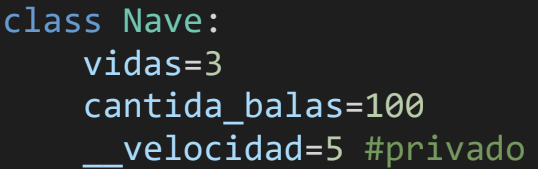 class Nave:
    vidas=3
    cantida_balas=100
    __velocidad=5 #privado